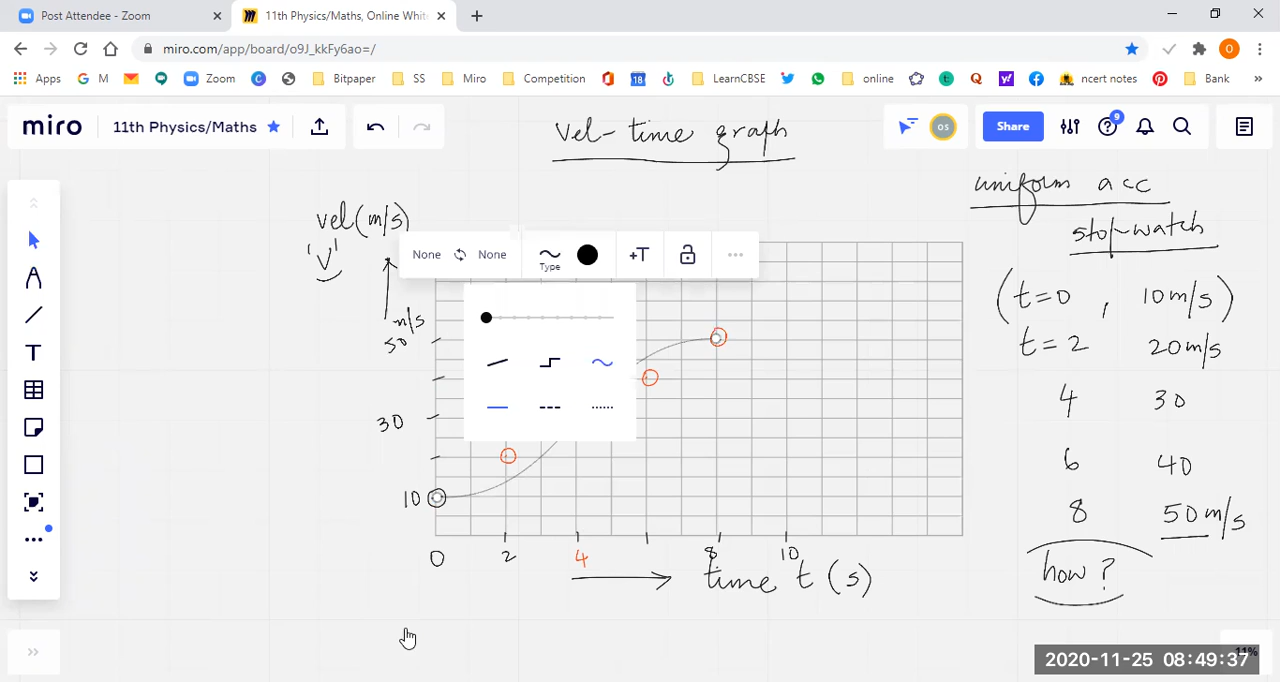 Post Attendee - Zoom
11th Physics/Maths, Online Whit
miro.com/app/board/o9J_kkFy6ao=/
Apps G M Zoom Bitpaper SS Miro Competition 18 LearnCBSE online ncert notes Bank »
miro 11th Physics/Maths
Share 9
OS
O
Vel-time graph
uniform acc
stop-watch
vel(m/s)
'V'
None None Type +T
m/s
50
30
10
0 2 4 8 10
time t (s)
(t=0 , 10m/s)
t=2 20m/s
4 30
6 40
8 50m/s
how?
11%
2020-11-25 08:49:37